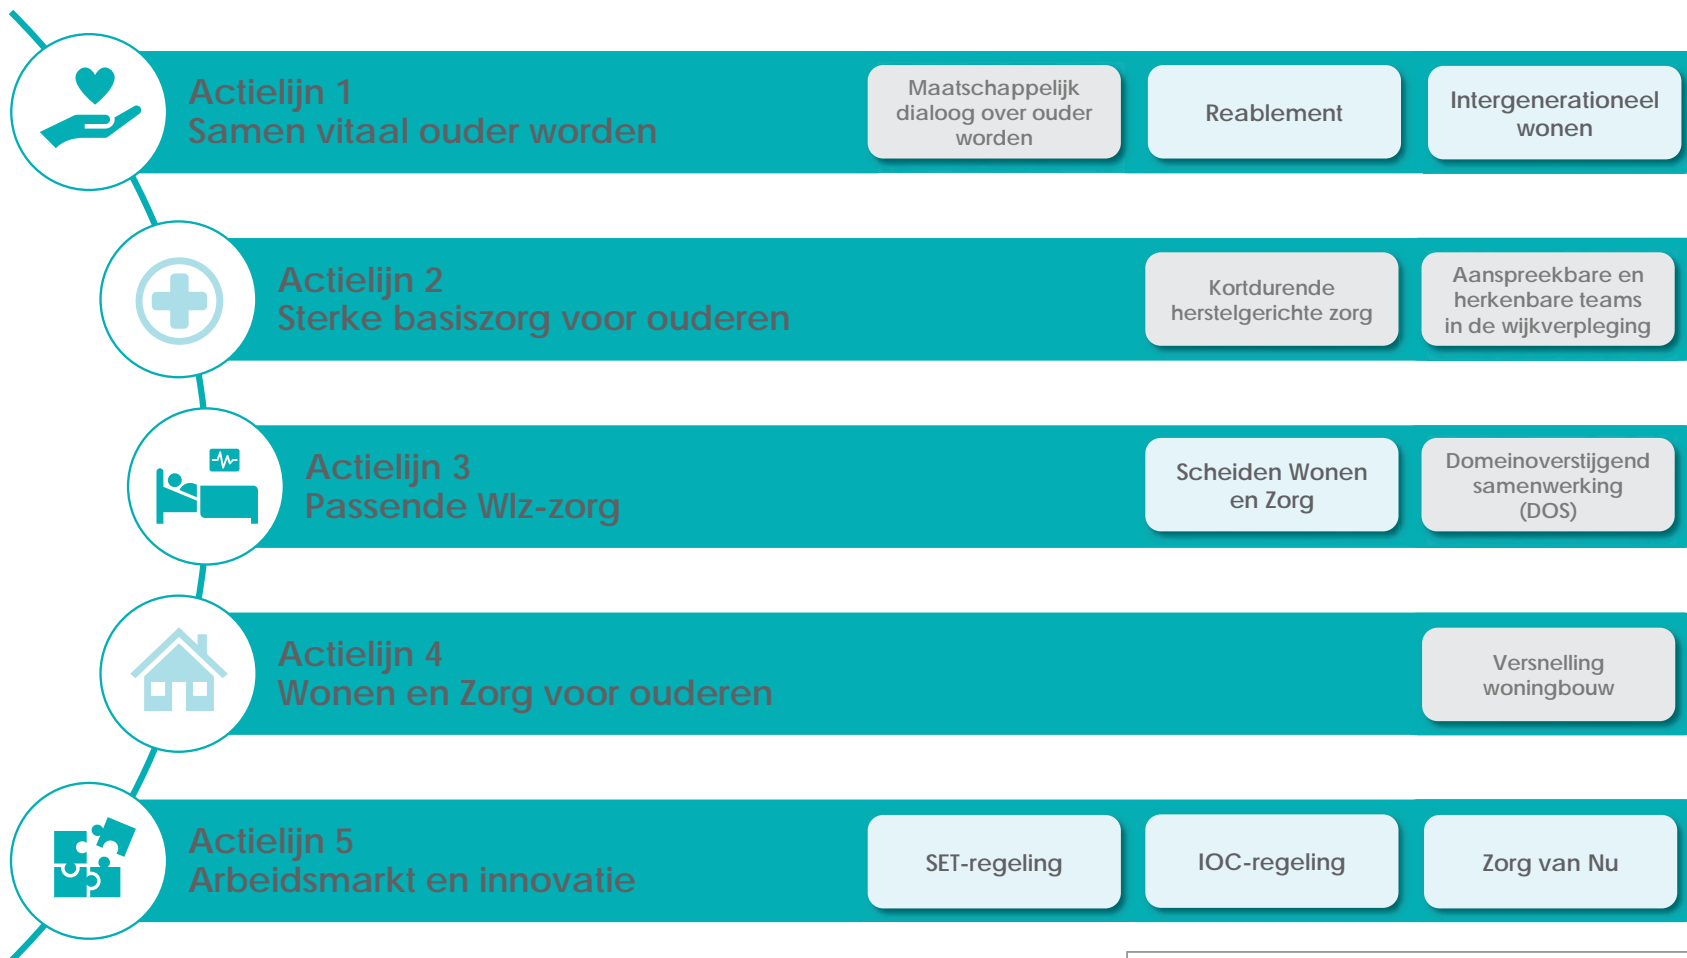 Actielijn 1
Samen vitaal ouder worden
Maatschappelijk
dialoog over ouder
worden
Reablement
Intergenerationeel
wonen
Actielijn 2
Sterke basiszorg voor ouderen
Kortdurende
herstelgerichte zorg
Aanspreekbare en
herkenbare teams
in de wijkverpleging
Actielijn 3
Passende Wlz-zorg
Scheiden Wonen
en Zorg
Domeinoverstijgend
samenwerking
(DOS)
Actielijn 4
Wonen en Zorg voor ouderen
Versnelling
woningbouw
Actielijn 5
Arbeidsmarkt en innovatie
SET-regeling
IOC-regeling
Zorg van Nu